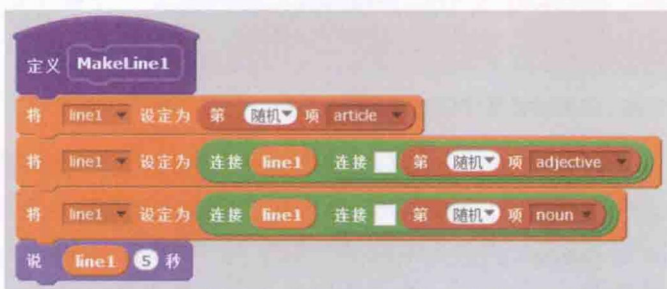 定义 MakeLine1
将 line1 设定为 第 随机 项 article
将 line1 设定为 连接 line1 连接 第 随机 项 adjective
将 line1 设定为 连接 line1 连接 第 随机 项 noun
说 line1 5 秒